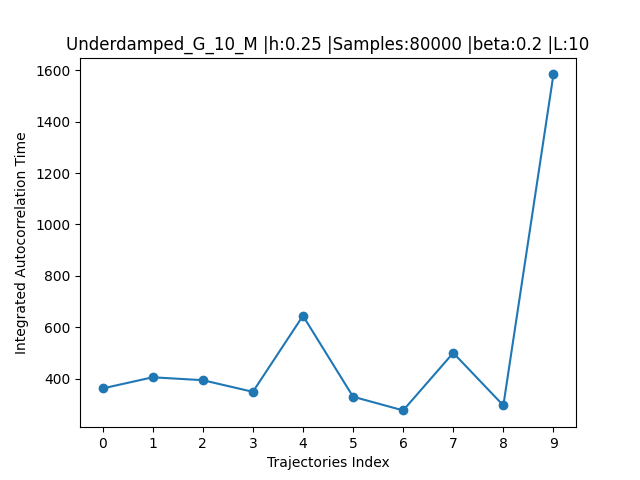 Underdamped_G_10_M |h:0.25 |Samples:80000 |beta:0.2 |L:10
1600
1400
1200
1000
800
600
400
Integrated Autocorrelation Time
0 1 2 3 4 5 6 7 8 9
Trajectories Index